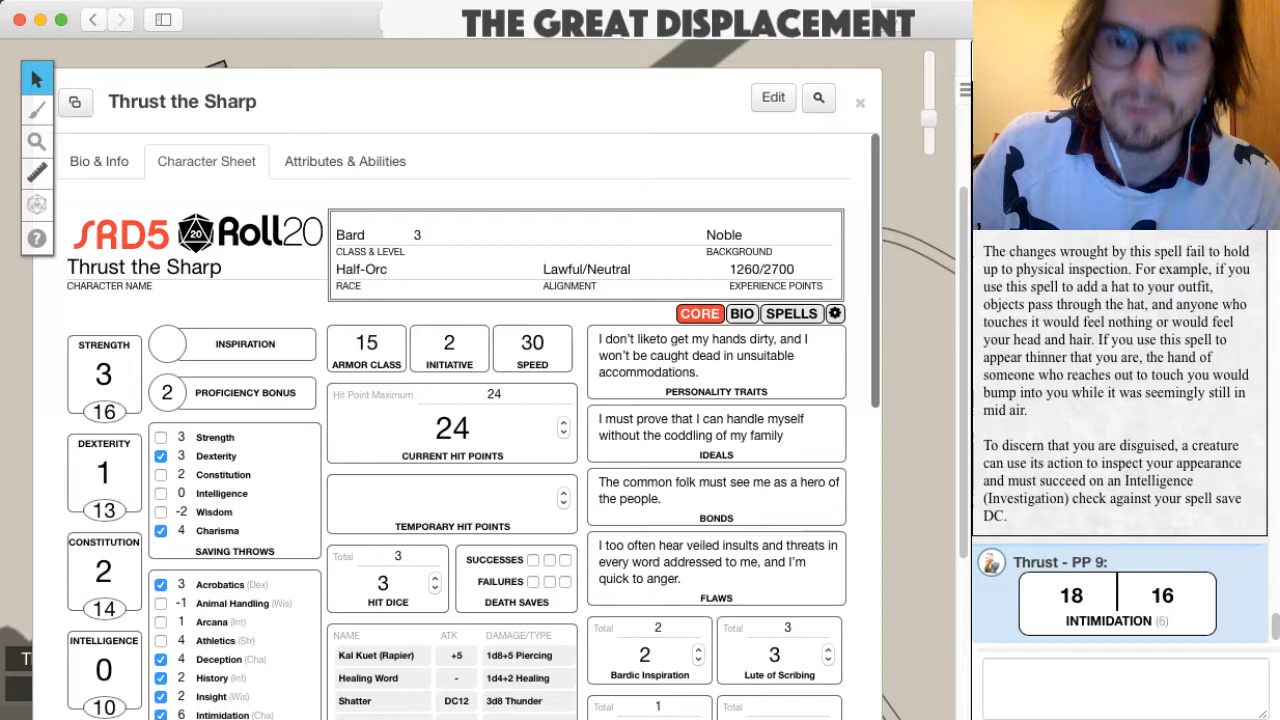 THE GREAT DISPLACEMENT
Thrust the Sharp
Edit
Bio & Info
Character Sheet
Attributes & Abilities
SRD5 20 Roll20
Thrust the Sharp
CHARACTER NAME
Bard 3 Noble
CLASS & LEVEL BACKGROUND
Half-Orc Lawful/Neutral 1260/2700
RACE ALIGNMENT EXPERIENCE POINTS
CORE BIO SPELLS
STRENGTH
3
16
DEXTERITY
1
13
CONSTITUTION
2
14
INTELLIGENCE
0
10
INSPIRATION
2 PROFICIENCY BONUS
3 Strength
3 Dexterity
2 Constitution
0 Intelligence
-2 Wisdom
4 Charisma
SAVING THROWS
3 Acrobatics (Dex)
-1 Animal Handling (Wis)
1 Arcana (Int)
4 Athletics (Str)
4 Deception (Cha)
2 History (Int)
2 Insight (Wis)
6 Intimidation (Cha)
15
ARMOR CLASS
2
INITIATIVE
30
SPEED
Hit Point Maximum 24
24
CURRENT HIT POINTS
TEMPORARY HIT POINTS
Total 3
3
HIT DICE
SUCCESSES
FAILURES
DEATH SAVES
NAME ATK DAMAGE/TYPE
Kal Kuet (Rapier) +5 1d8+5 Piercing
Healing Word - 1d4+2 Healing
Shatter DC12 3d8 Thunder
I don't liketo get my hands dirty, and I
won't be caught dead in unsuitable
accommodations.
PERSONALITY TRAITS
I must prove that I can handle myself
without the coddling of my family
IDEALS
The common folk must see me as a hero of
the people.
BONDS
I too often hear veiled insults and threats in
every word addressed to me, and I'm
quick to anger.
FLAWS
Total 2
2
Bardic Inspiration
Total 3
3
Lute of Scribing
Total 1
Total
The changes wrought by this spell fail to hold
up to physical inspection. For example, if you
use this spell to add a hat to your outfit,
objects pass through the hat, and anyone who
touches it would feel nothing or would feel
your head and hair. If you use this spell to
appear thinner that you are, the hand of
someone who reaches out to touch you would
bump into you while it was seemingly still in
mid air.
To discern that you are disguised, a creature
can use its action to inspect your appearance
and must succeed on an Intelligence
(Investigation) check against your spell save
DC.
Thrust - PP 9:
18 16
INTIMIDATION (6)